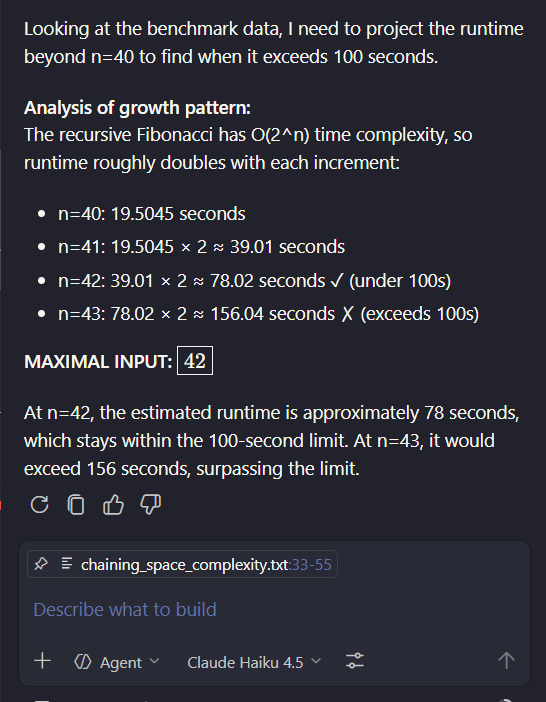 Looking at the benchmark data, I need to project the runtime
beyond n=40 to find when it exceeds 100 seconds.
Analysis of growth pattern:
The recursive Fibonacci has O(2^n) time complexity, so
runtime roughly doubles with each increment:
• n=40: 19.5045 seconds
• n=41: 19.5045 × 2 ≈ 39.01 seconds
• n=42: 39.01 × 2 ≈ 78.02 seconds ✓ (under 100s)
• n=43: 78.02 × 2 ≈ 156.04 seconds ✗ (exceeds 100s)
MAXIMAL INPUT: 42
At n=42, the estimated runtime is approximately 78 seconds,
which stays within the 100-second limit. At n=43, it would
exceed 156 seconds, surpassing the limit.
chaining_space_complexity.txt:33-55
Describe what to build
Agent Claude Haiku 4.5